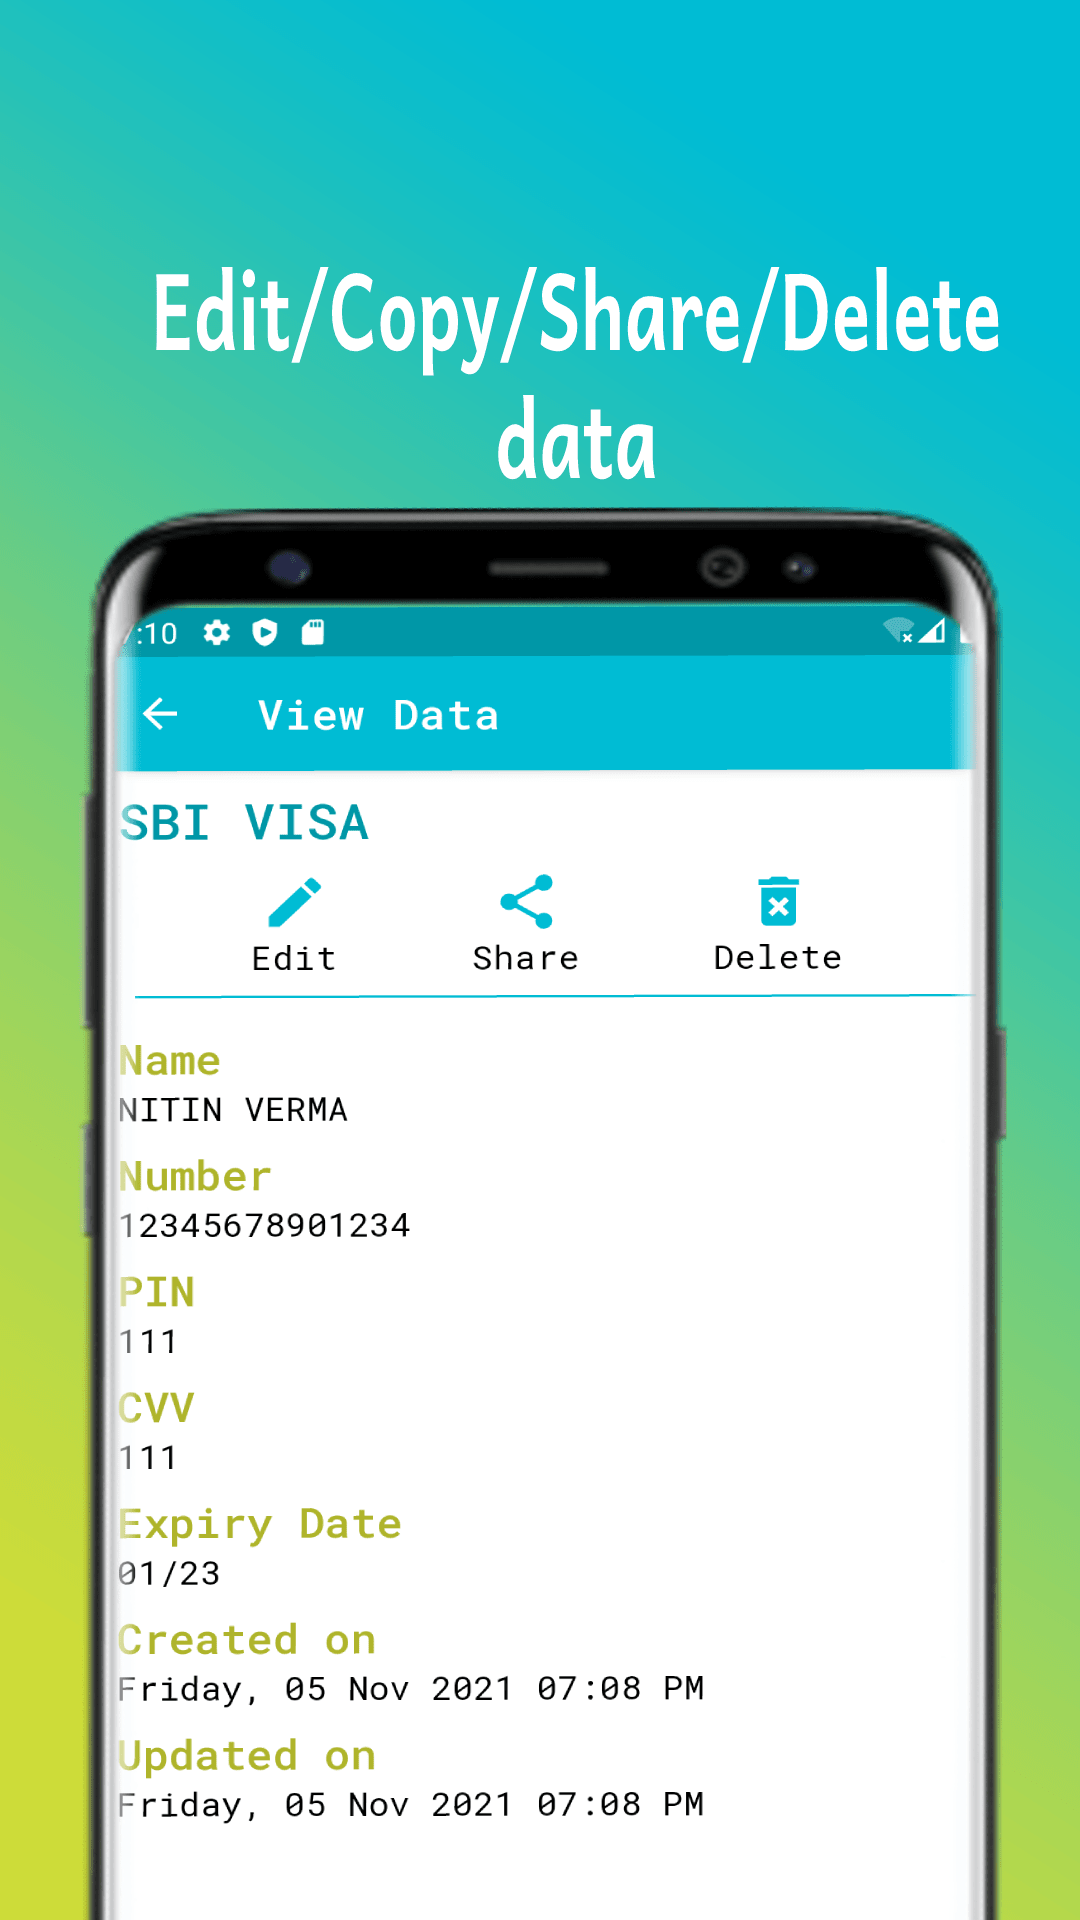 Edit/Copy/Share/Delete
data
7:10
View Data
SBI VISA
Edit Share Delete
Name
NITIN VERMA
Number
12345678901234
PIN
111
CVV
111
Expiry Date
01/23
Created on
Friday, 05 Nov 2021 07:08 PM
Updated on
Friday, 05 Nov 2021 07:08 PM